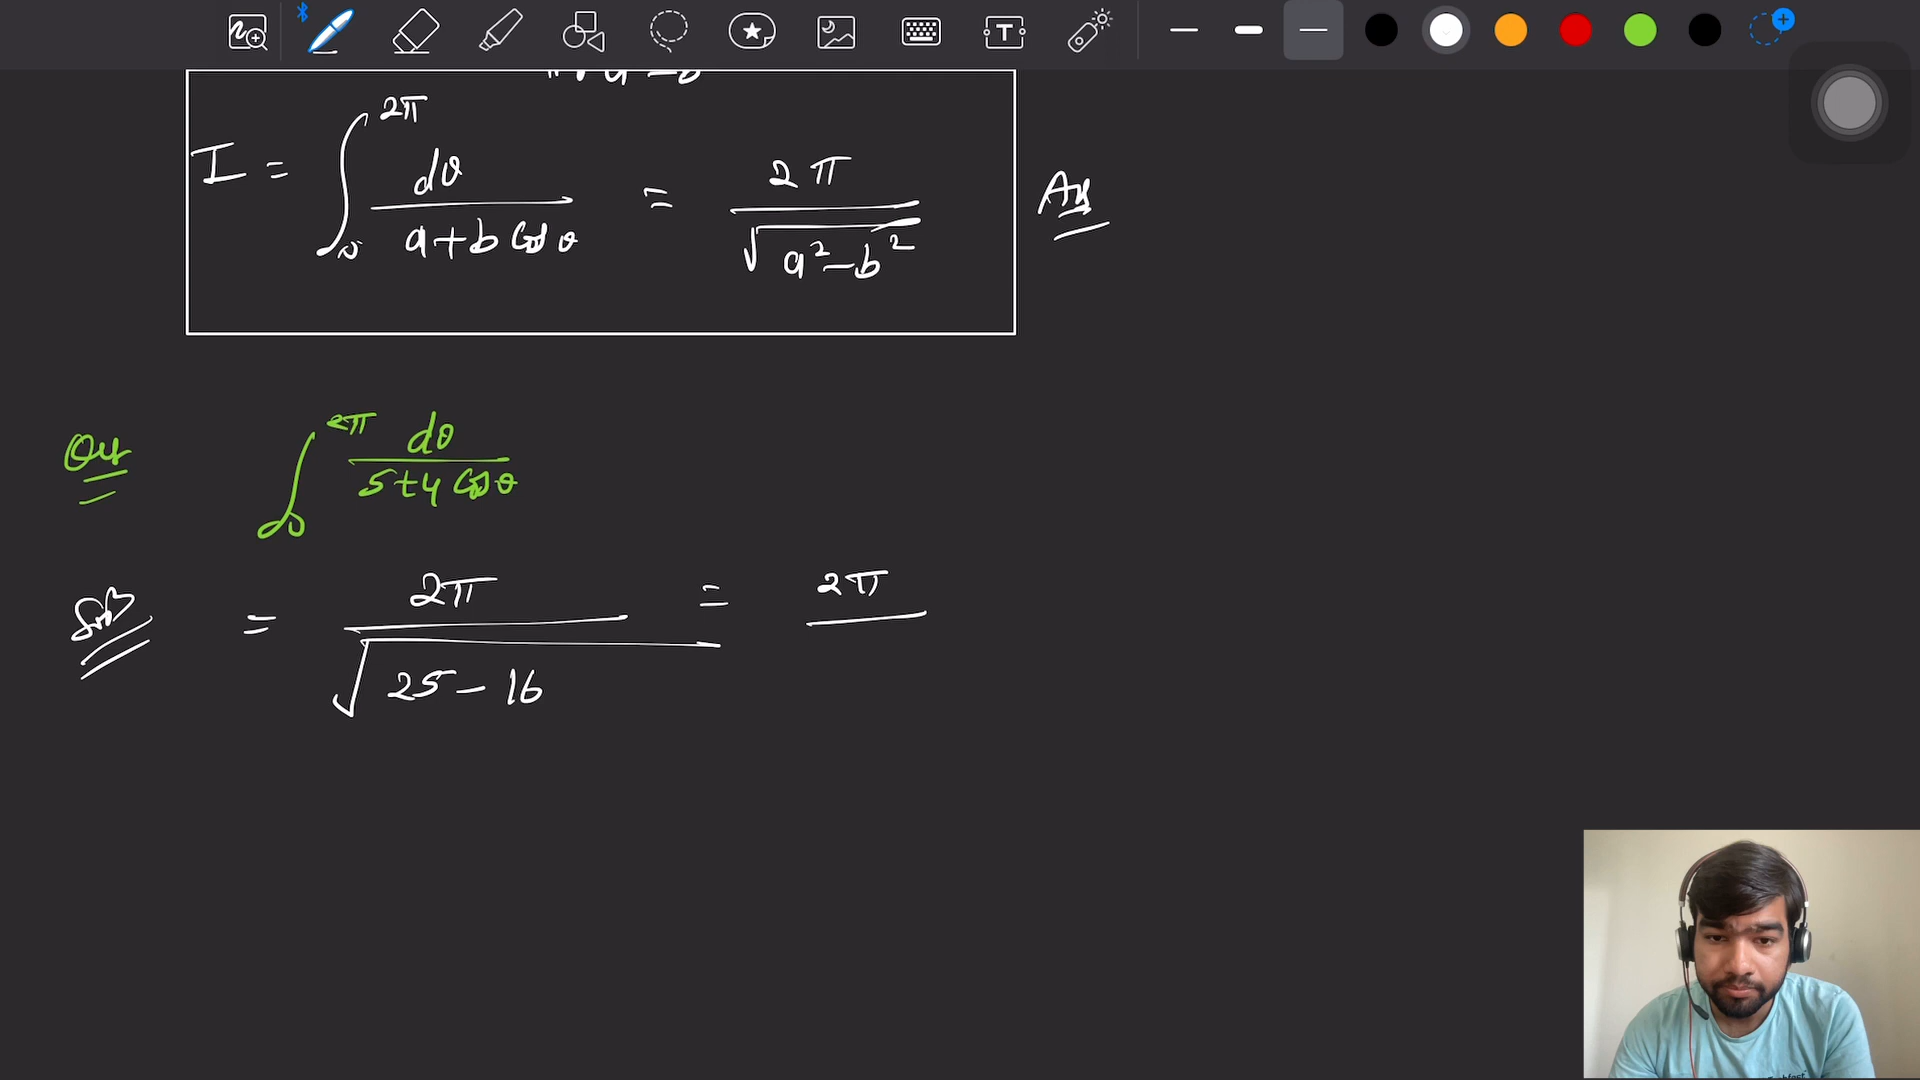 I = ∫₀^2π dθ / (a+b Cos θ) = 2π / √(a²-b²) Ans
Que ∫₀^2π dθ / (5+4 Cos θ)
Solⁿ = 2π / √(25-16) = 2π